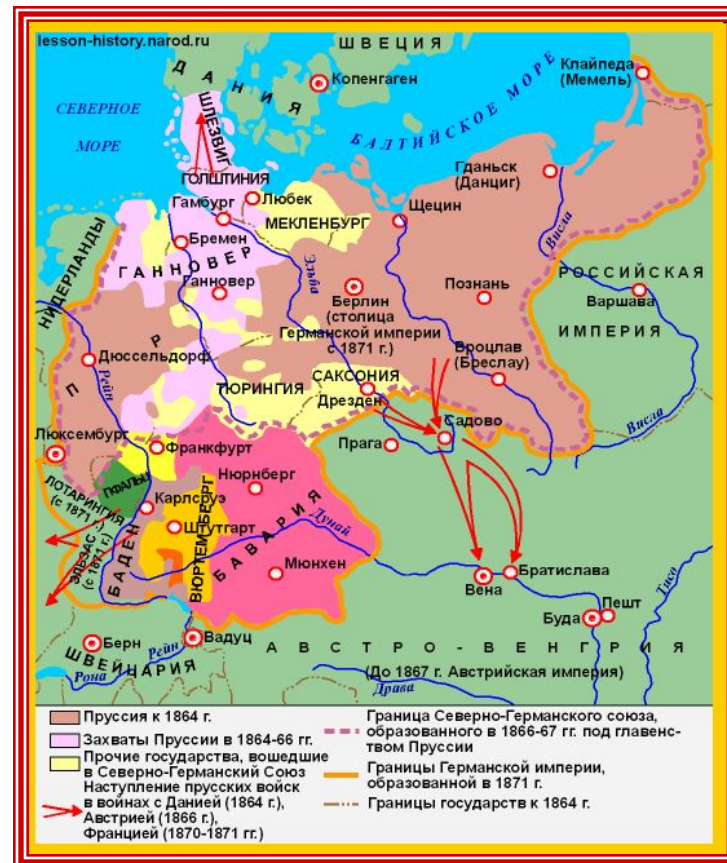 lesson-history.narod.ru
ШВЕЦИЯ
ДАНИЯ
Копенгаген
Клайпеда
(Мемель)
СЕВЕРНОЕ
МОРЕ
БАЛТИЙСКОЕ МОРЕ
ШЛЕЗВИГ
ГОЛШТИНИЯ
Любек
Гамбург
МЕКЛЕНБУРГ
Щецин
Гданьск
(Данциг)
Висла
Бремен
ГАННОВЕР
Ганновер
Эльба
НИДЕРЛАНДЫ
Берлин
(столица
Германской империи
с 1871 г.)
Познань
РОССИЙСКАЯ
ИМПЕРИЯ
Варшава
Висла
Дюссельдорф
Рейн
П Р
ТЮРИНГИЯ
САКСОНИЯ
Дрезден
Вроцлав
(Бреслау)
Люксембург
Франкфурт
Прага
Садово
ПФАЛЬЦ
ЛОТАРИНГИЯ
(с 1871 г.)
ЭЛЬЗАС
(с 1871 г.)
Карлсруэ
Нюрнберг
БАДЕН
Штутгарт
ВЮРТЕМБЕРГ
БАВАРИЯ
Дунай
Мюнхен
Вена
Братислава
Буда
Пешт
Тисо
Берн
Рейн
Вадуц
ШВЕЙЦАРИЯ
Рона
АВСТРО-ВЕНГРИЯ
(До 1867 г. Австрийская империя)
Драва
Пруссия к 1864 г.
Захваты Пруссии в 1864-66 гг.
Прочие государства, вошедшие
в Северно-Германский Союз
Наступление прусских войск
в войнах с Данией (1864 г.),
Австрией (1866 г.),
Францией (1870-1871 гг.)
Граница Северно-Германского союза,
образованного в 1866-67 гг. под главенс-
твом Пруссии
Границы Германской империи,
образованной в 1871 г.
Границы государств к 1864 г.